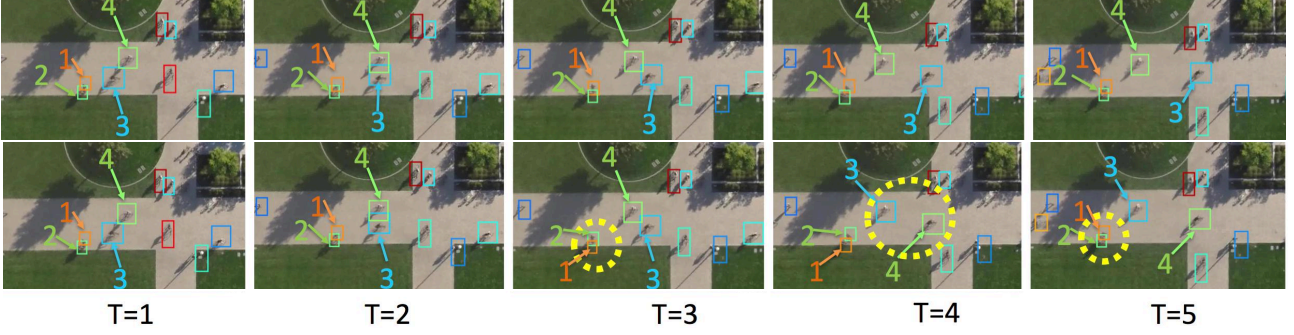 4 4 4 4 4
1 1 1 1 1
2 2 2 2 2
3 3 3 3 3
4 4 4 3 3
1 1 2 2 1
2 2 1 1 2
3 3 3 4 4
T=1 T=2 T=3 T=4 T=5